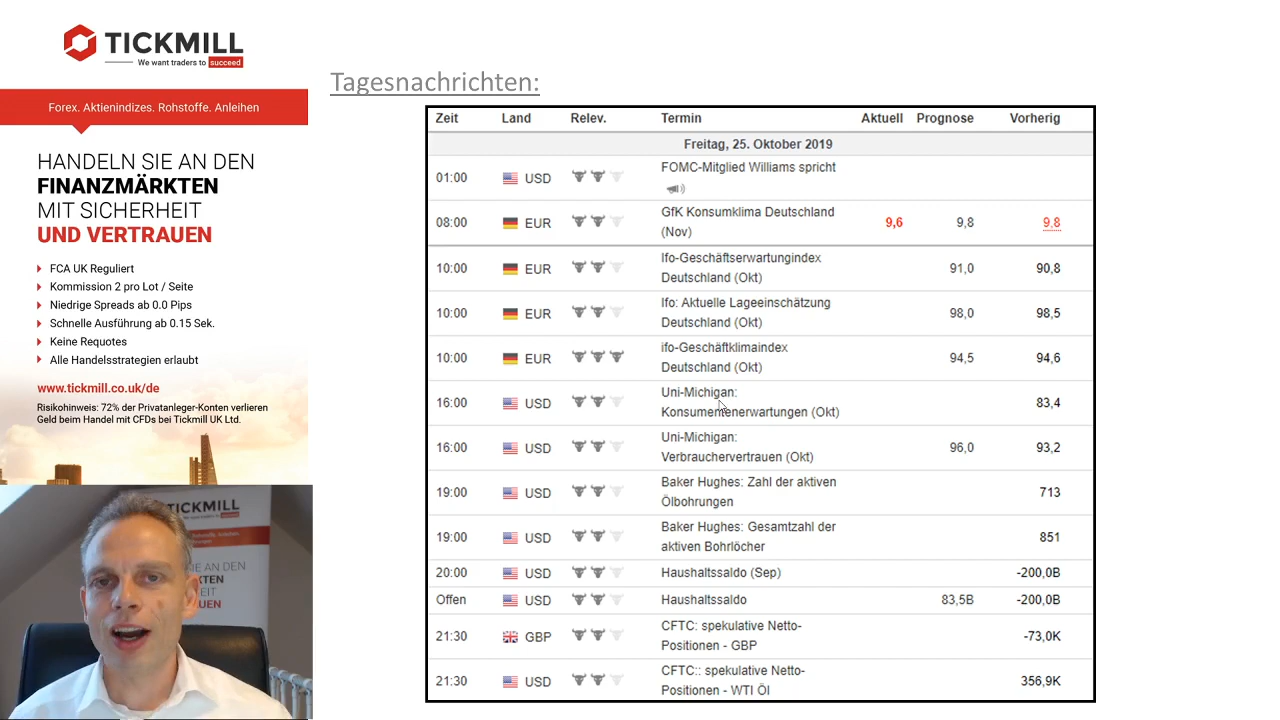 TICKMILL
We want traders to succeed
Forex. Aktienindizes. Rohstoffe. Anleihen
HANDELN SIE AN DEN
FINANZMÄRKTEN
MIT SICHERHEIT
UND VERTRAUEN
FCA UK Reguliert
Kommission 2 pro Lot / Seite
Niedrige Spreads ab 0.0 Pips
Schnelle Ausführung ab 0.15 Sek.
Keine Requotes
Alle Handelsstrategien erlaubt
www.tickmill.co.uk/de
Risikohinweis: 72% der Privatanleger-Konten verlieren
Geld beim Handel mit CFDs bei Tickmill UK Ltd.
TICKMILL
Tagesnachrichten:
Zeit Land Relev. Termin Aktuell Prognose Vorherig
Freitag, 25. Oktober 2019
01:00 USD FOMC-Mitglied Williams spricht
08:00 EUR GfK Konsumklima Deutschland 9,6 9,8 9,8
(Nov)
10:00 EUR Ifo-Geschäftserwartungindex 91,0 90,8
Deutschland (Okt)
10:00 EUR Ifo: Aktuelle Lageeinschätzung 98,0 98,5
Deutschland (Okt)
10:00 EUR ifo-Geschäftklimaindex 94,5 94,6
Deutschland (Okt)
16:00 USD Uni-Michigan: 83,4
Konsumentenerwartungen (Okt)
16:00 USD Uni-Michigan: 96,0 93,2
Verbrauchervertrauen (Okt)
19:00 USD Baker Hughes: Zahl der aktiven 713
Ölbohrungen
19:00 USD Baker Hughes: Gesamtzahl der 851
aktiven Bohrlöcher
20:00 USD Haushaltssaldo (Sep) -200,0B
Offen USD Haushaltssaldo 83,5B -200,0B
21:30 GBP CFTC: spekulative Netto- -73,0K
Positionen - GBP
21:30 USD CFTC:: spekulative Netto- 356,9K
Positionen - WTI Öl